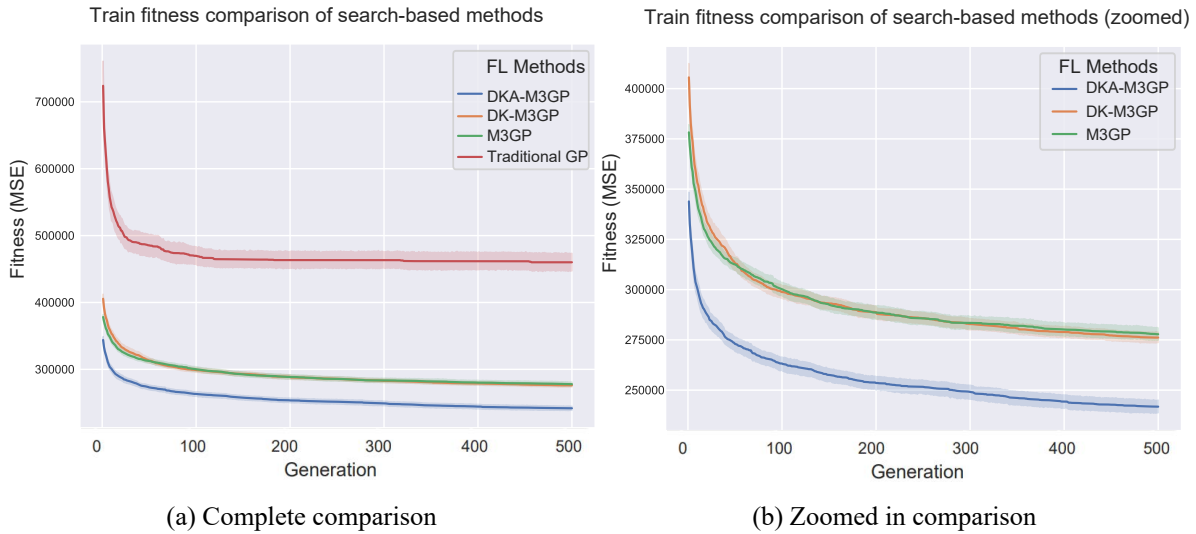 Train fitness comparison of search-based methods
FL Methods
DKA-M3GP
DK-M3GP
M3GP
Traditional GP
700000
600000
500000
400000
300000
Fitness (MSE)
0 100 200 300 400 500
Generation
(a) Complete comparison
Train fitness comparison of search-based methods (zoomed)
FL Methods
DKA-M3GP
DK-M3GP
M3GP
400000
375000
350000
325000
300000
275000
250000
Fitness (MSE)
0 100 200 300 400 500
Generation
(b) Zoomed in comparison